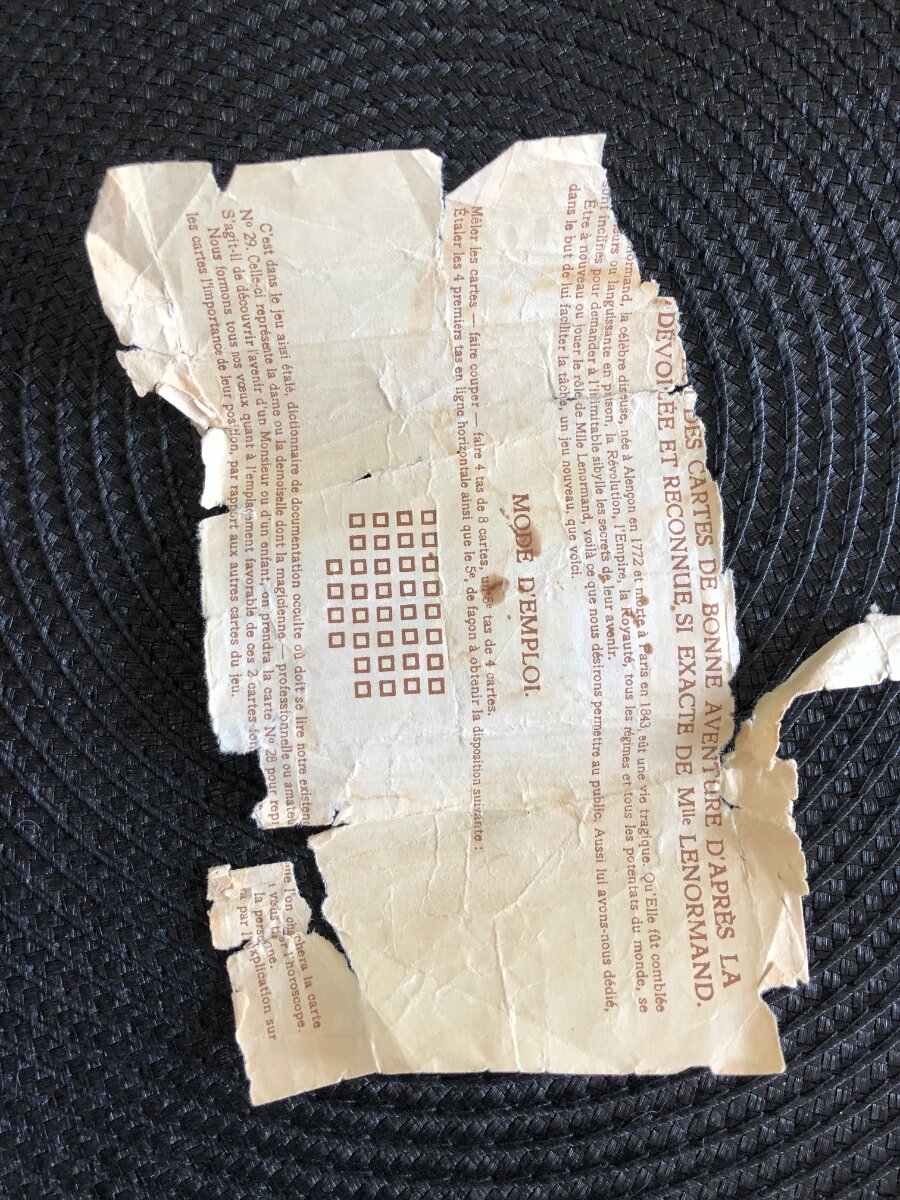 DES CARTES DE BONNE AVENTURE D'APRÈS LA
DÉVOILÉE ET RECONNUE SI EXACTE DE Mlle LENORMAND.
normand, la célèbre diseuse, née à Alençon en 1772 et morte à Paris en 1843, eût une vie tragique. Qu'Elle fût comblée
eurs ou languissante en prison, la Révolution, l'Empire, la Royauté, tous les régimes et tous les potentats du monde, se
sont inclinés pour demander à l'inimitable sibylle les secrets de leur avenir.
Être à nouveau ou jouer le rôle de Mlle Lenormand, voilà ce que nous désirons permettre au public. Aussi lui avons-nous dédié,
dans le but de lui faciliter la tâche, un jeu nouveau, que voici.
MODE D'EMPLOI.
Mêler les cartes — faire couper — faire 4 tas de 8 cartes, un 5e tas de 4 cartes.
Étaler les 4 premiers tas en ligne horizontale ainsi que le 5e, de façon à obtenir la disposition suivante :
C'est dans le jeu ainsi étalé, dictionnaire de documentation occulte où doit se lire notre existen que l'on cherchera la carte
No 29. Celle-ci représente la dame ou la demoiselle dont la magicienne — professionnelle ou amateu l'horoscope.
S'agit-il de découvrir l'avenir d'un Monsieur ou d'un enfant, on prendra la carte No 28 pour repr la personne.
Nous formons tous nos vœux quant à l'emplacement favorable de ces 2 cartes par l'explication sur
les cartes l'importance de leur position, par rapport aux autres cartes du jeu.